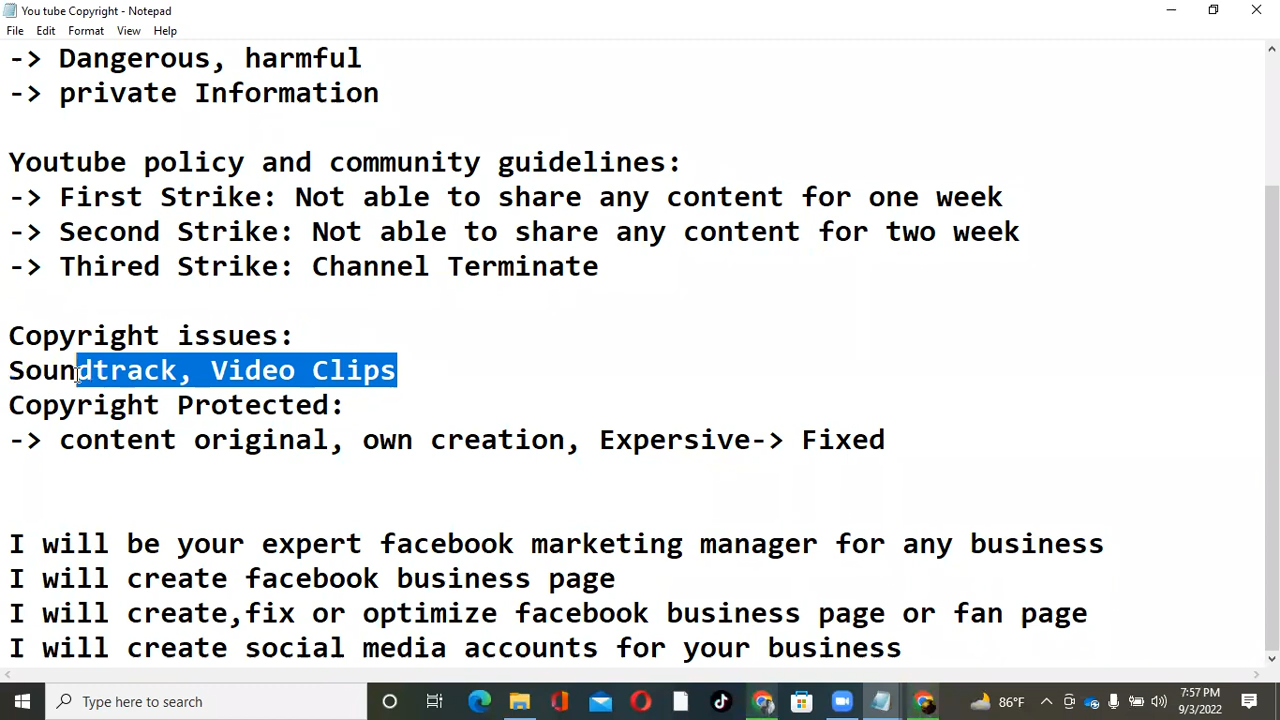 You tube Copyright - Notepad
File Edit Format View Help
-> Dangerous, harmful
-> private Information
Youtube policy and community guidelines:
-> First Strike: Not able to share any content for one week
-> Second Strike: Not able to share any content for two week
-> Thired Strike: Channel Terminate
Copyright issues:
Soundtrack, Video Clips
Copyright Protected:
-> content original, own creation, Expersive-> Fixed
I will be your expert facebook marketing manager for any business
I will create facebook business page
I will create,fix or optimize facebook business page or fan page
I will create social media accounts for your business
Type here to search
86°F
7:57 PM
9/3/2022